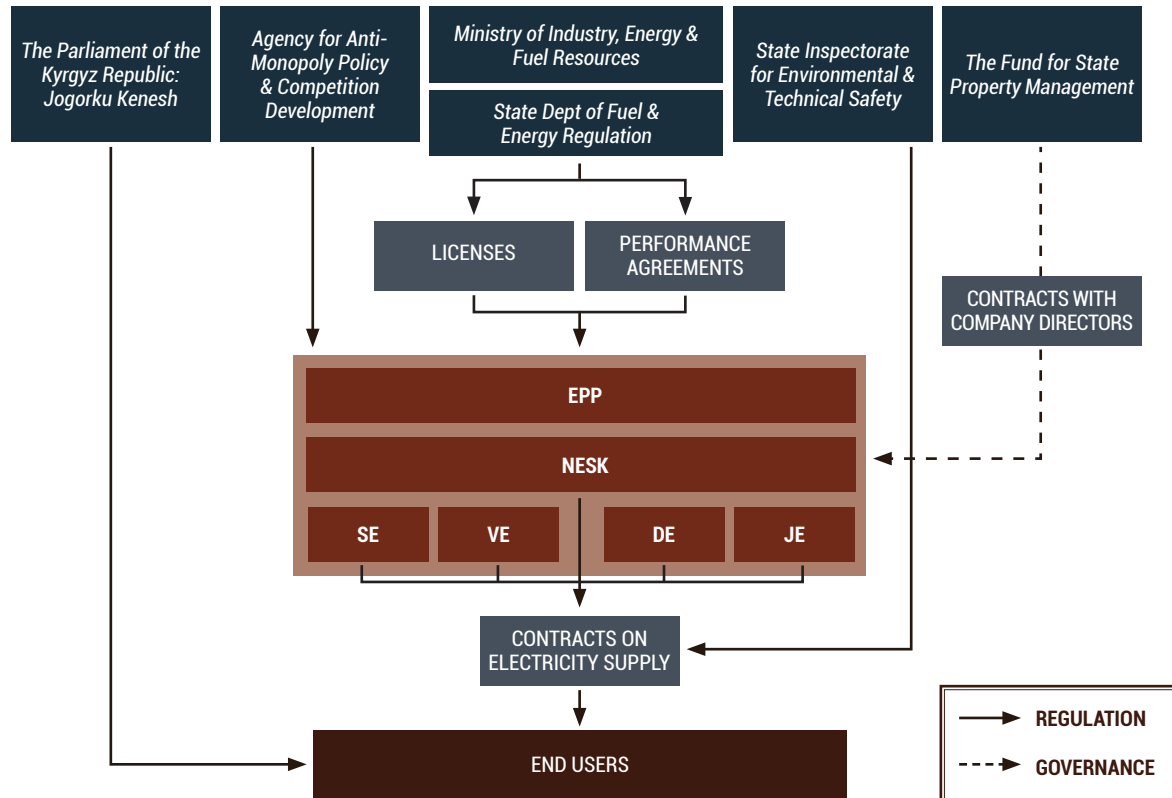 The Parliament of the
Kyrgyz Republic:
Jogorku Kenesh
Agency for Anti-
Monopoly Policy
& Competition
Development
Ministry of Industry, Energy &
Fuel Resources
State Dept of Fuel &
Energy Regulation
State Inspectorate
for Environmental &
Technical Safety
The Fund for State
Property Management
LICENSES
PERFORMANCE
AGREEMENTS
CONTRACTS WITH
COMPANY DIRECTORS
EPP
NESK
SE
VE
DE
JE
CONTRACTS ON
ELECTRICITY SUPPLY
END USERS
REGULATION
GOVERNANCE